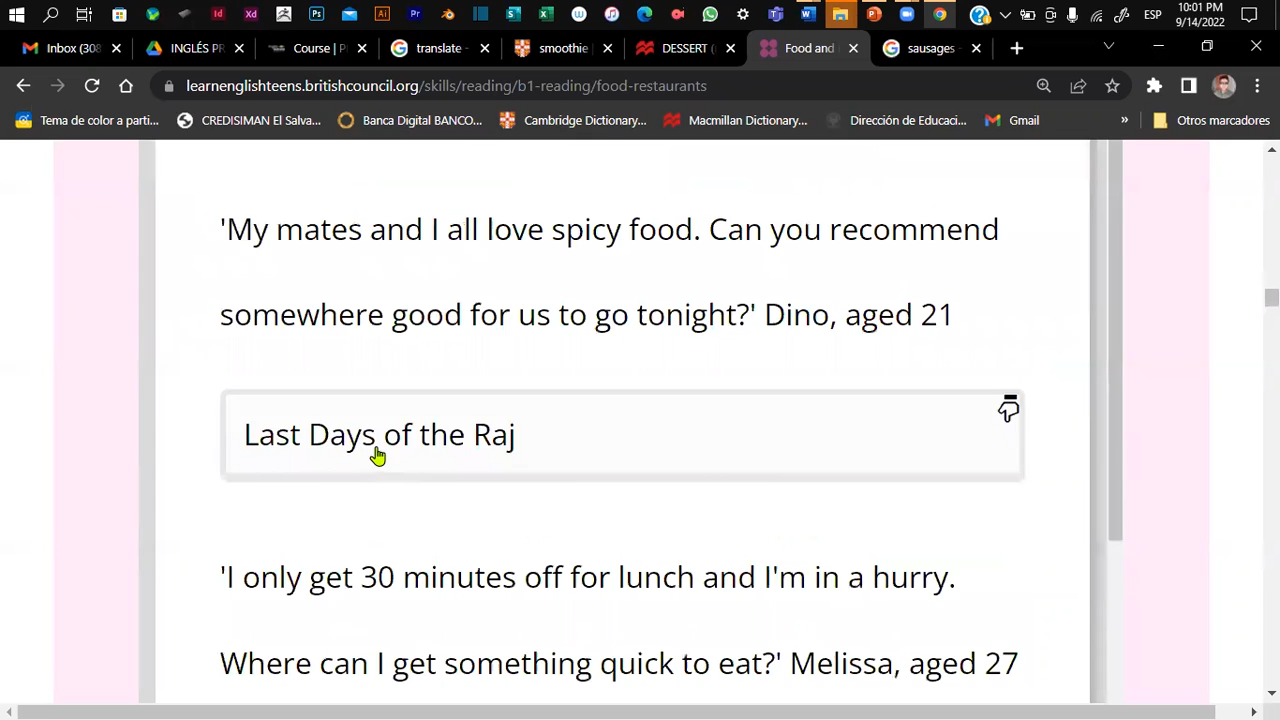 10:01 PM
ESP
9/14/2022
Inbox (308
INGLÉS PR
Course | P
translate -
smoothie
DESSERT (
Food and
sausages -
learnenglishteens.britishcouncil.org/skills/reading/b1-reading/food-restaurants
Tema de color a parti...
CREDISIMAN El Salva...
Banca Digital BANCO...
Cambridge Dictionary...
Macmillan Dictionary...
Dirección de Educaci...
Gmail
»
Otros marcadores
'My mates and I all love spicy food. Can you recommend
somewhere good for us to go tonight?' Dino, aged 21
Last Days of the Raj
'I only get 30 minutes off for lunch and I'm in a hurry.
Where can I get something quick to eat?' Melissa, aged 27